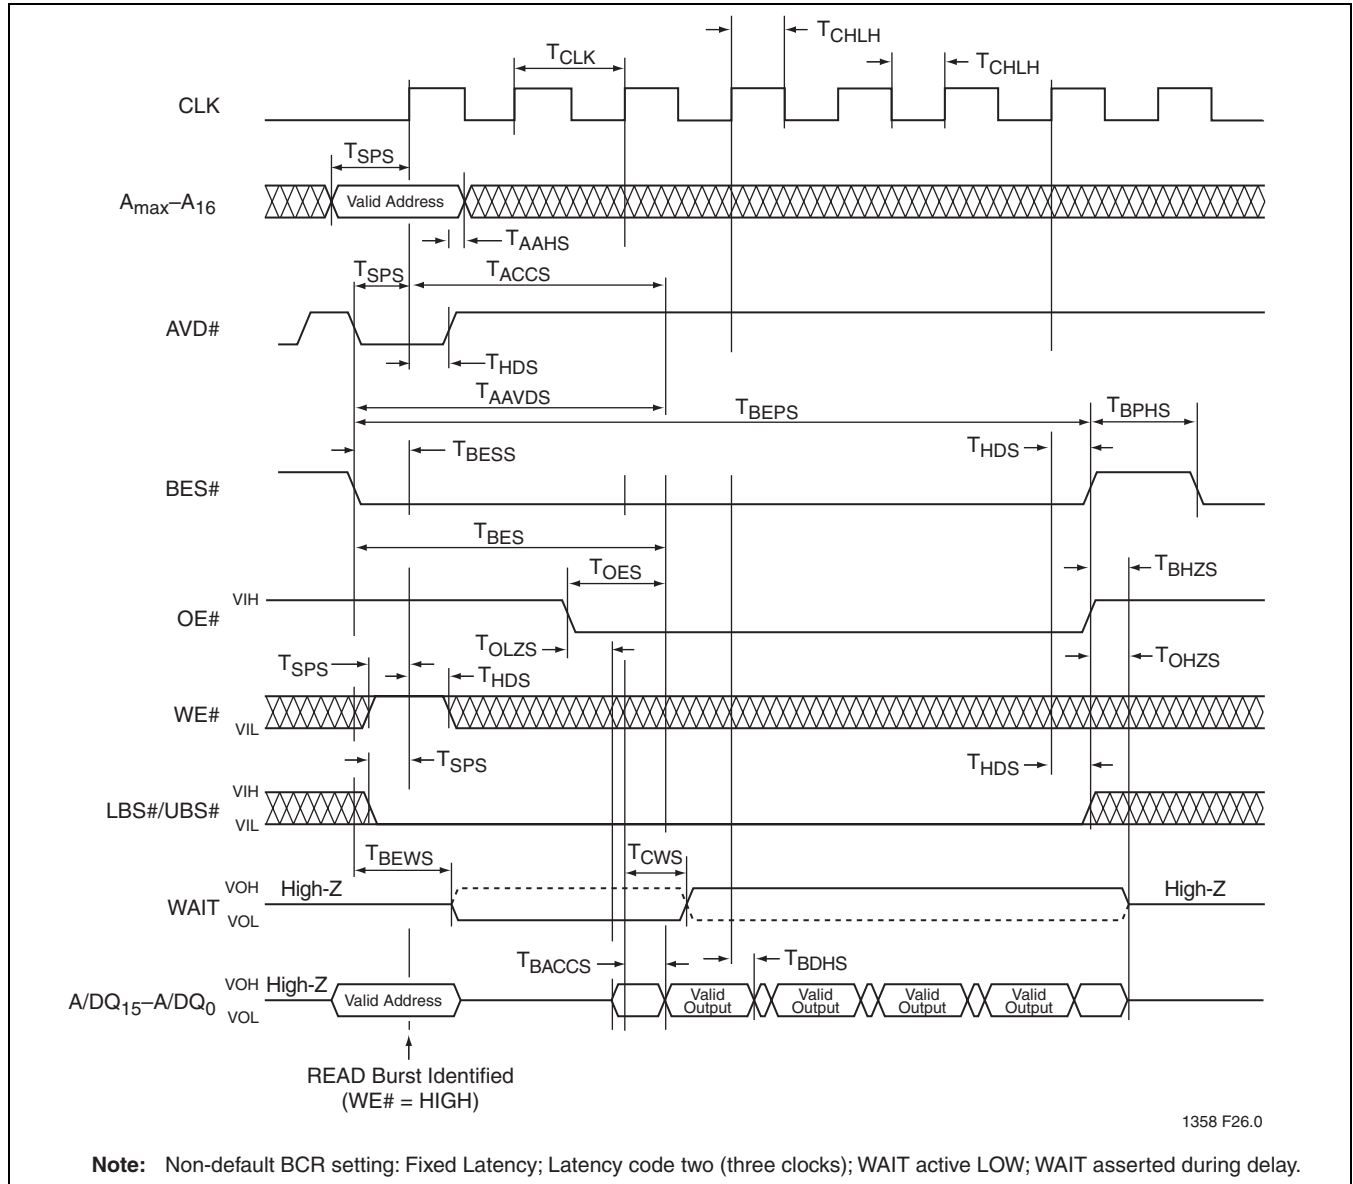 TCHLH
TCLK
TCHLH
CLK
TSPS
Amax–A16
Valid Address
TAAHS
TSPS
TACCS
AVD#
THDS
TAAVDS
TBEPS
TBPHS
TBESS
THDS
BES#
TBES
TOES
TBHZS
OE#
VIH
TOLZS
TSPS
THDS
TOHZS
WE#
VIL
TSPS
THDS
LBS#/UBS#
VIH
VIL
TBEWS
TCWS
WAIT
VOH
High-Z
High-Z
VOL
TBACCS
TBDHS
A/DQ15–A/DQ0
VOH
High-Z
VOL
Valid Address
Valid Output
Valid Output
Valid Output
Valid Output
READ Burst Identified
(WE# = HIGH)
1358 F26.0
Note: Non-default BCR setting: Fixed Latency; Latency code two (three clocks); WAIT active LOW; WAIT asserted during delay.